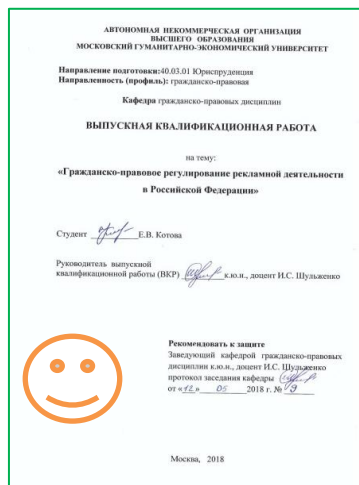 АВТОНОМНАЯ НЕКОММЕРЧЕСКАЯ ОРГАНИЗАЦИЯ
ВЫСШЕГО ОБРАЗОВАНИЯ
МОСКОВСКИЙ ГУМАНИТАРНО-ЭКОНОМИЧЕСКИЙ УНИВЕРСИТЕТ
Направление подготовки:40.03.01 Юриспруденция
Направленность (профиль): гражданско-правовая
Кафедра гражданско-правовых дисциплин
ВЫПУСКНАЯ КВАЛИФИКАЦИОННАЯ РАБОТА
на тему:
«Гражданско-правовое регулирование рекламной деятельности
в Российской Федерации»
Студент Е.В. Котова
Руководитель выпускной
квалификационной работы (ВКР) к.ю.н., доцент И.С. Шульженко
Рекомендовать к защите
Заведующий кафедрой гражданско-правовых
дисциплин к.ю.н., доцент И.С. Шульженко
протокол заседания кафедры
от «12» 05 2018 г. № 9
Москва, 2018